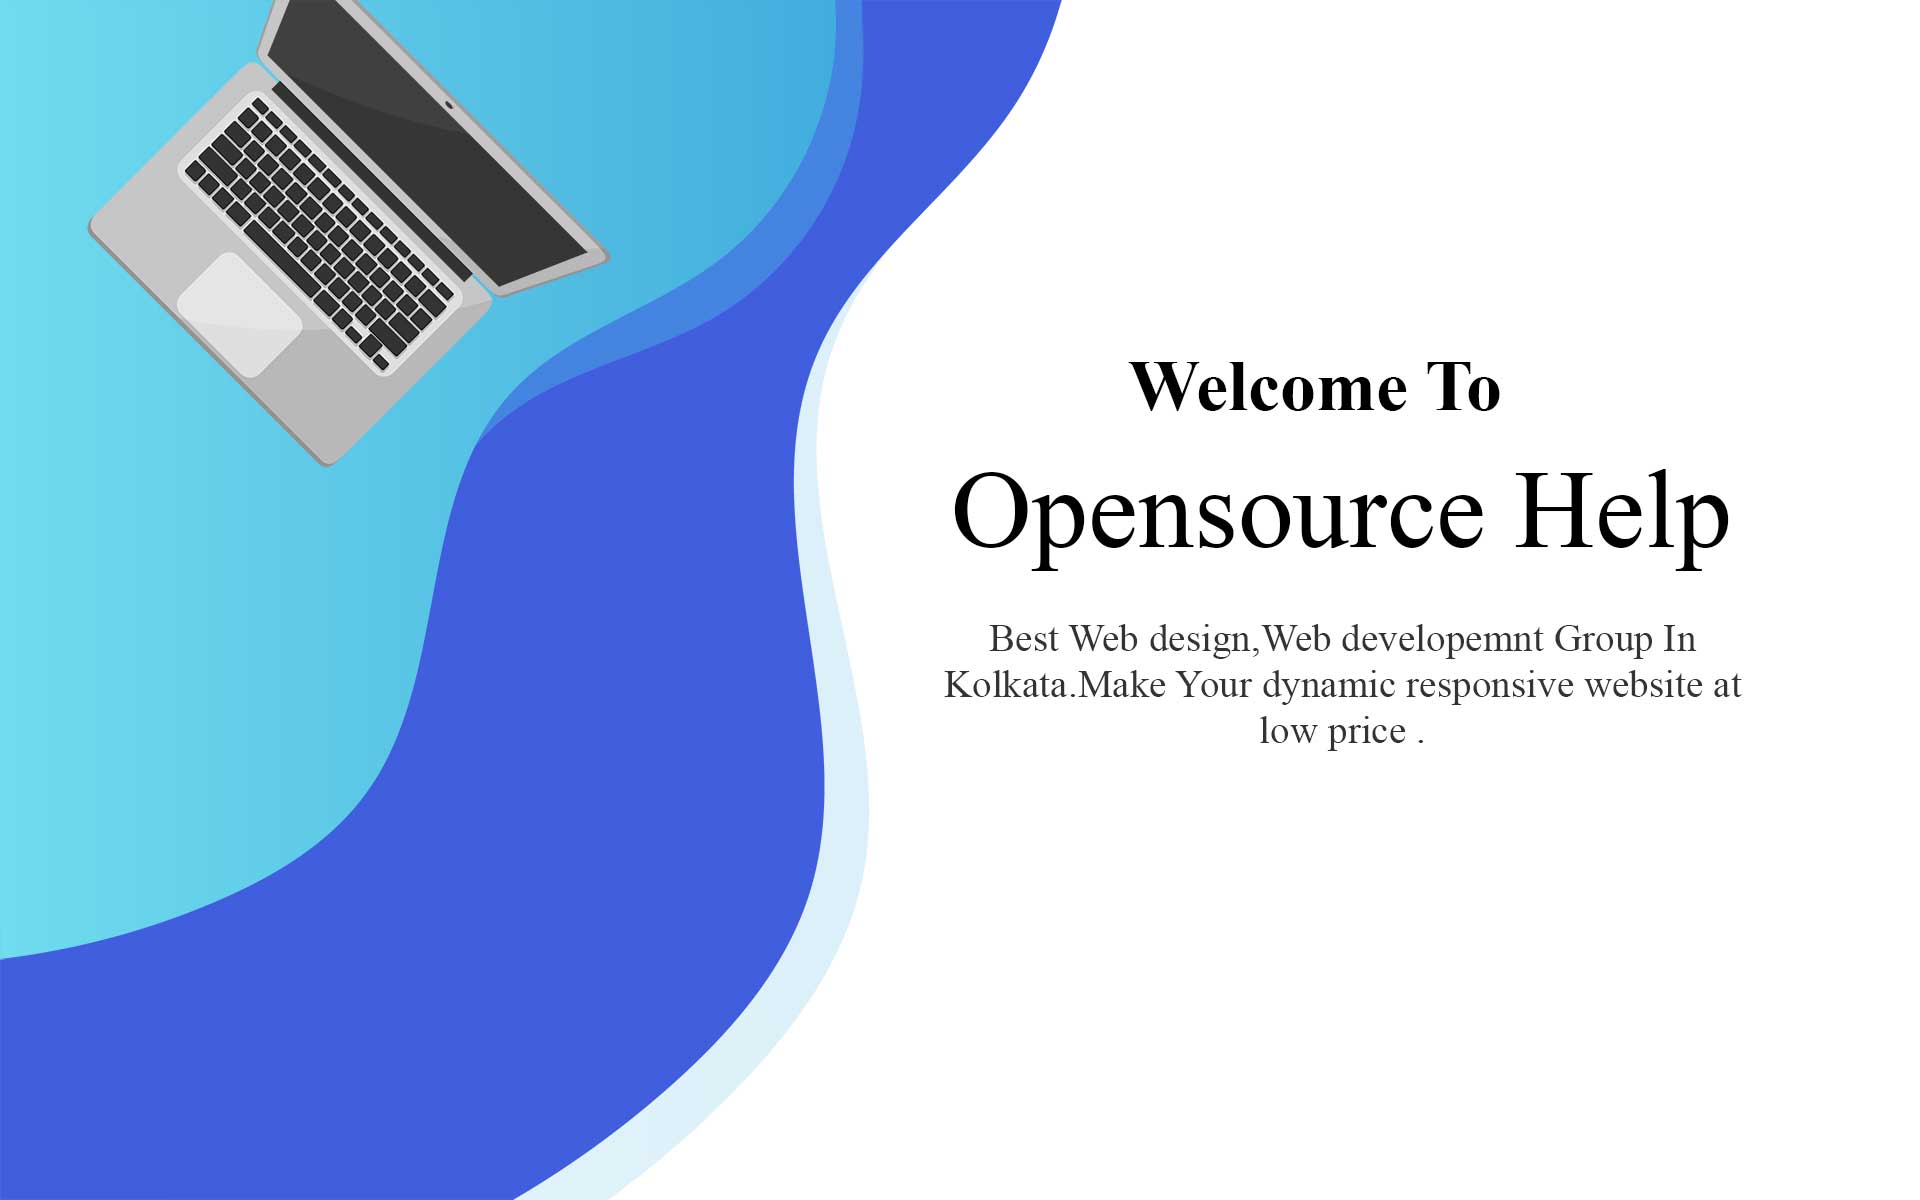 Welcome To
Opensource Help
Best Web design,Web developemnt Group In
Kolkata.Make Your dynamic responsive website at
low price .